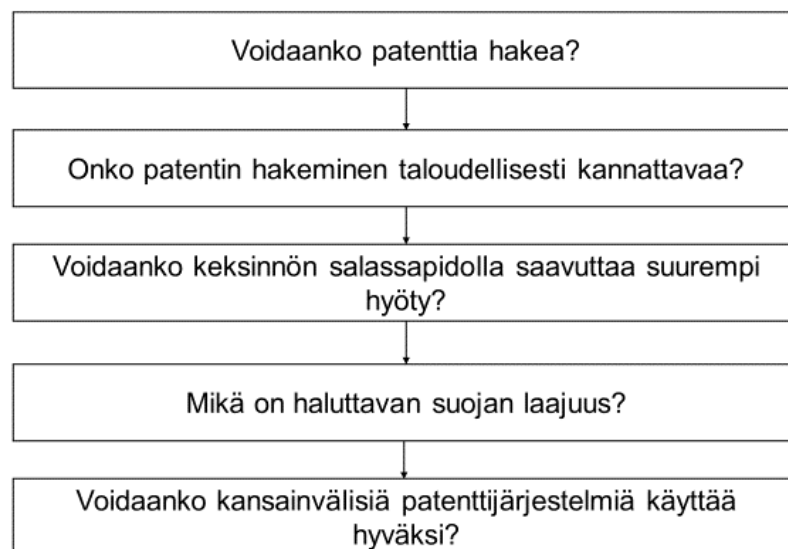 Voidaanko patenttia hakea?
Onko patentin hakeminen taloudellisesti kannattavaa?
Voidaanko keksinnön salassapidolla saavuttaa suurempi
hyöty?
Mikä on haluttavan suojan laajuus?
Voidaanko kansainvälisiä patenttijärjestelmiä käyttää
hyväksi?